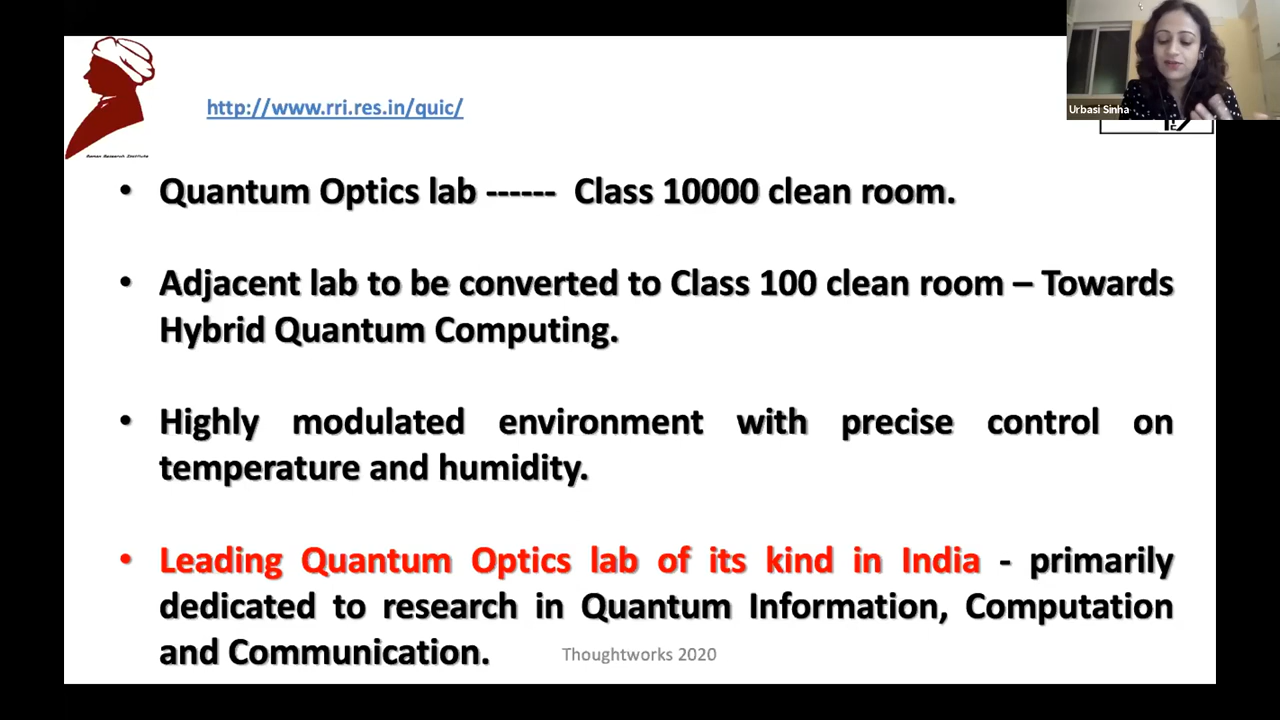 Urbasi Sinha
Raman Research Institute
http://www.rri.res.in/quic/
• Quantum Optics lab ------ Class 10000 clean room.
• Adjacent lab to be converted to Class 100 clean room – Towards
Hybrid Quantum Computing.
• Highly modulated environment with precise control on
temperature and humidity.
• Leading Quantum Optics lab of its kind in India - primarily
dedicated to research in Quantum Information, Computation
and Communication.
Thoughtworks 2020